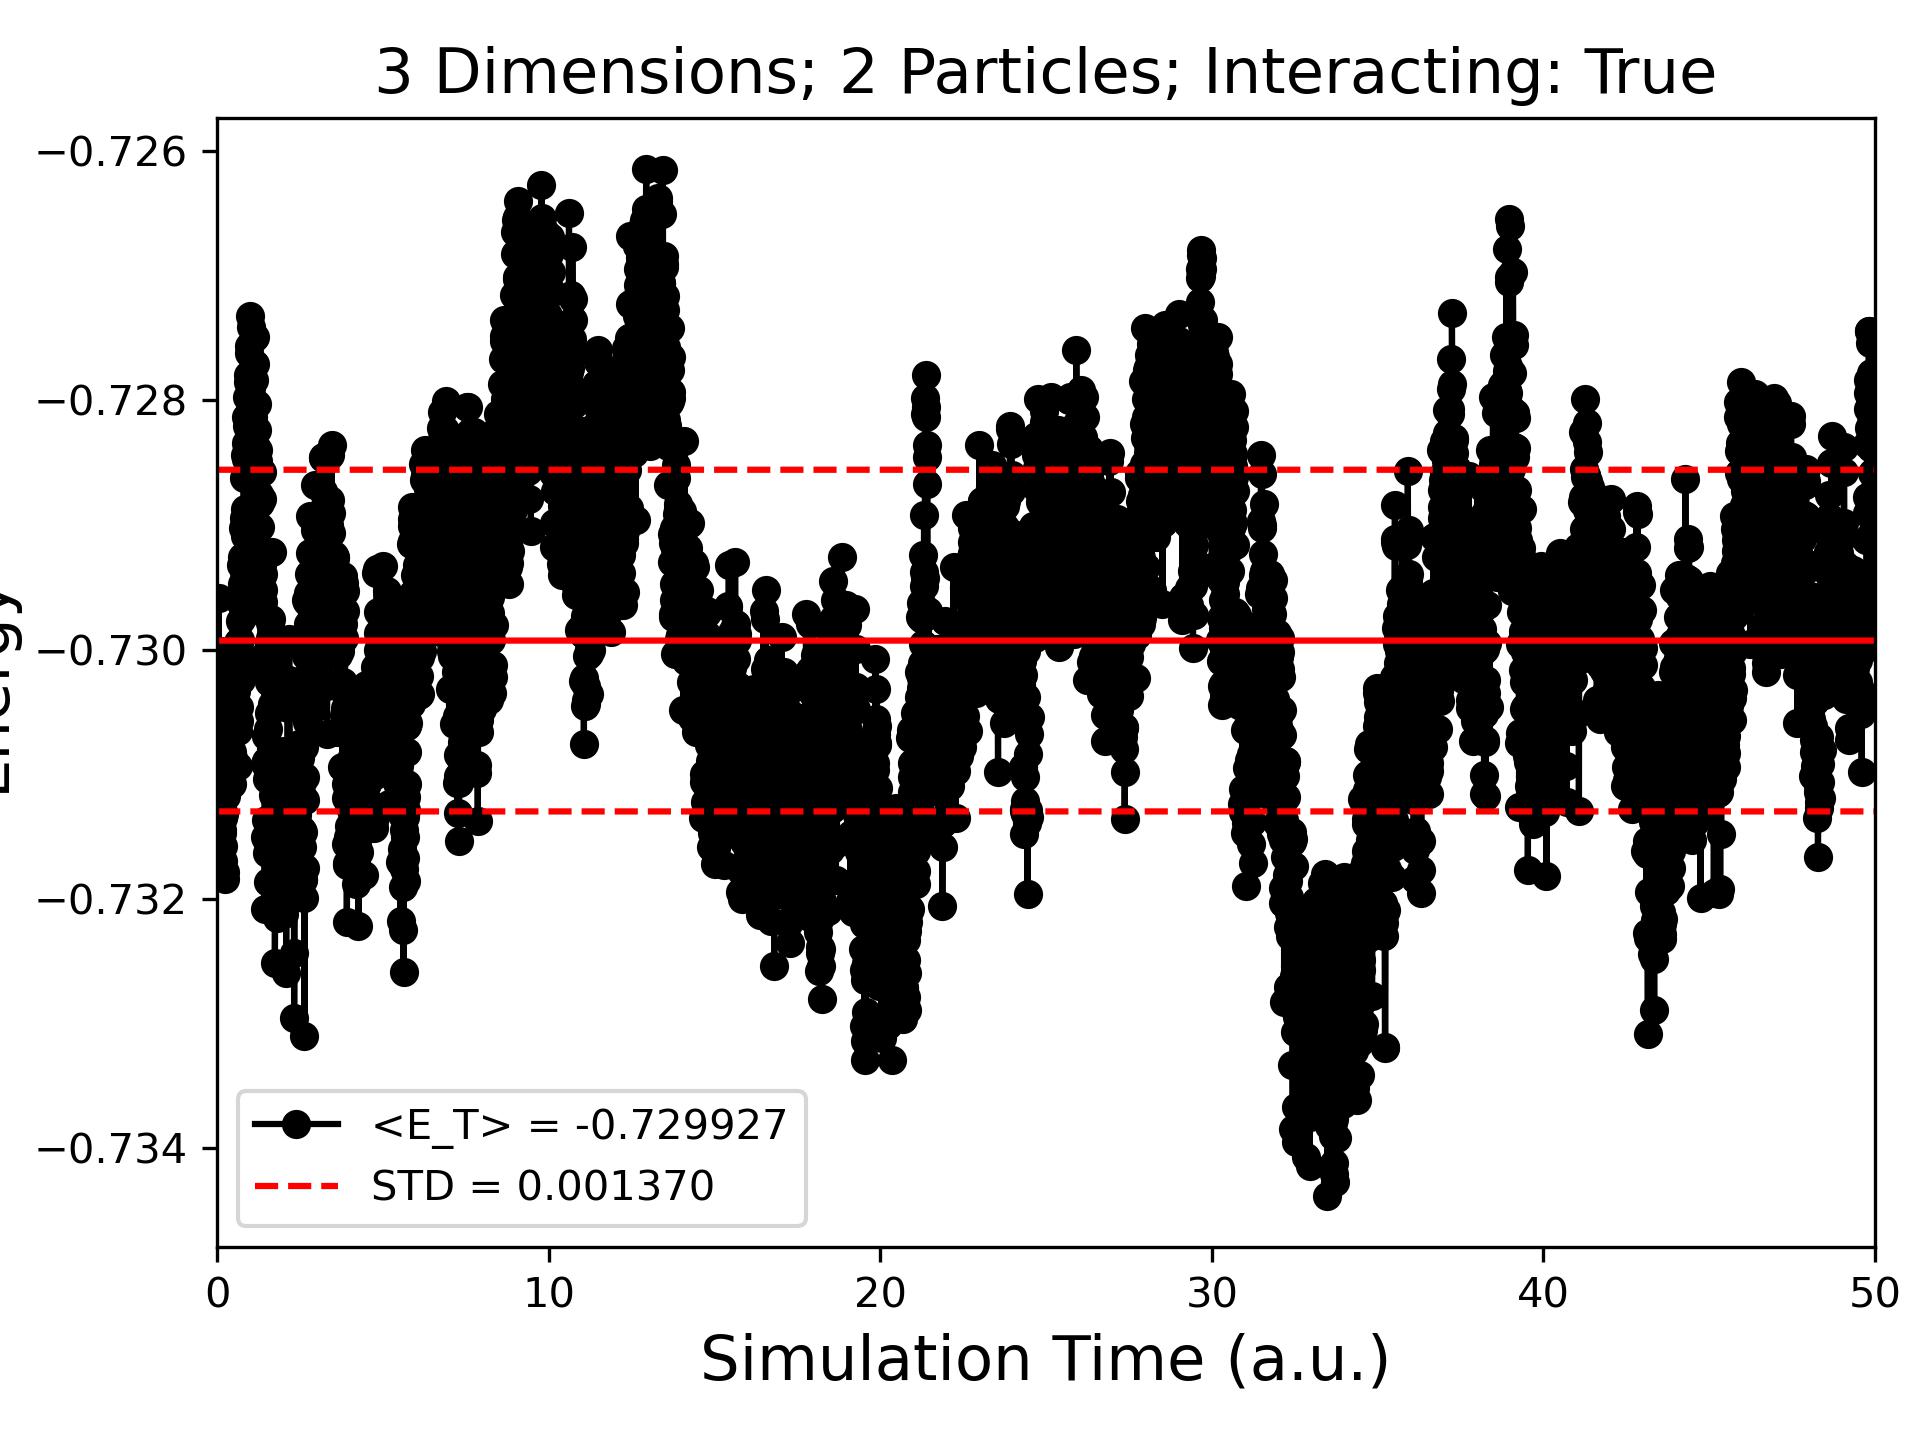 3 Dimensions; 2 Particles; Interacting: True
−0.726
−0.728
−0.730
−0.732
−0.734
Energy
<E_T> = -0.729927
STD = 0.001370
0 10 20 30 40 50
Simulation Time (a.u.)